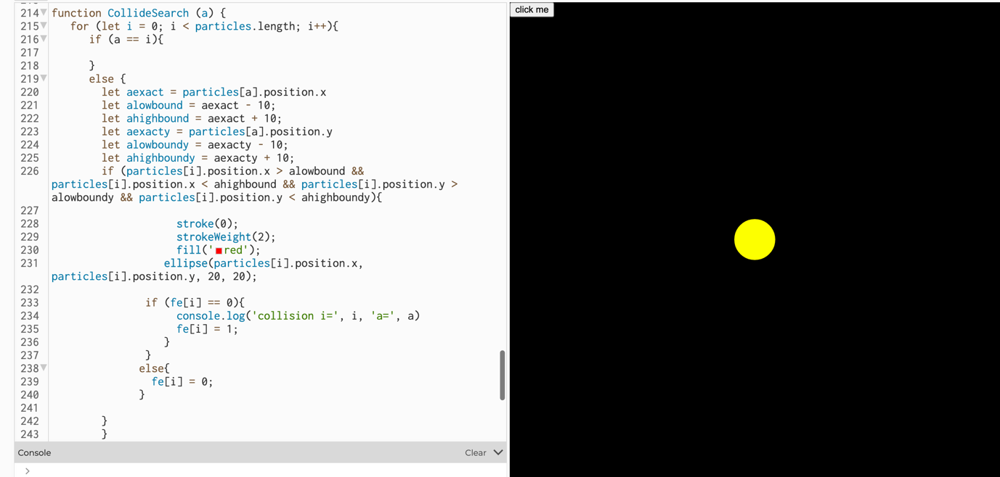 213
214 function CollideSearch (a) {
click me
215 for (let i = 0; i < particles.length; i++){
216 if (a == i){
217
218 }
219 else {
220 let aexact = particles[a].position.x
221 let alowbound = aexact - 10;
222 let ahighbound = aexact + 10;
223 let aexacty = particles[a].position.y
224 let alowboundy = aexacty - 10;
225 let ahighboundy = aexacty + 10;
226 if (particles[i].position.x > alowbound &&
particles[i].position.x < ahighbound && particles[i].position.y >
alowboundy && particles[i].position.y < ahighboundy){
227
228 stroke(0);
229 strokeWeight(2);
230 fill('red');
231 ellipse(particles[i].position.x,
particles[i].position.y, 20, 20);
232
233 if (fe[i] == 0){
234 console.log('collision i=', i, 'a=', a)
235 fe[i] = 1;
236 }
237 }
238 else{
239 fe[i] = 0;
240 }
241
242 }
243 }
Console
Clear
>